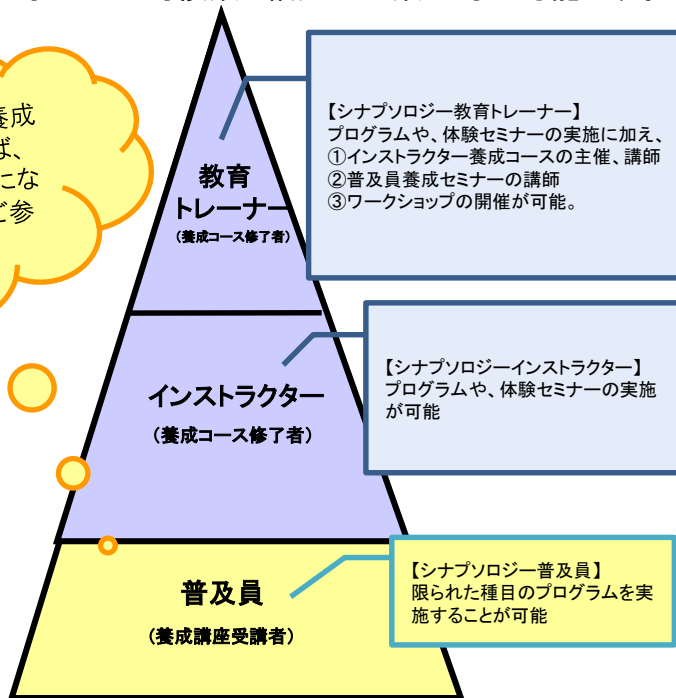 養成
ば、
にな
ご参
【シナプソロジー教育トレーナー】
プログラムや、体験セミナーの実施に加え、
①インストラクター養成コースの主催、講師
②普及員養成セミナーの講師
③ワークショップの開催が可能。
教育
トレーナー
(養成コース修了者)
【シナプソロジーインストラクター】
プログラムや、体験セミナーの実施
が可能
インストラクター
(養成コース修了者)
【シナプソロジー普及員】
限られた種目のプログラムを実
施することが可能
普及員
(養成講座受講者)